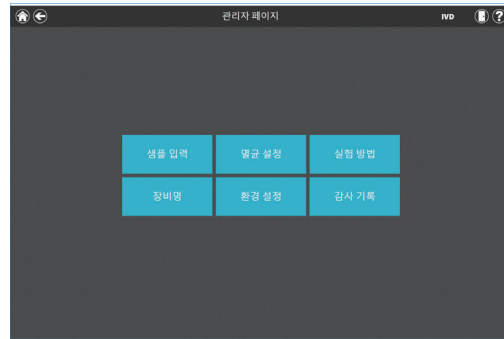 관리자 페이지 IVD ?
샘플 입력 멸균 설정 실험 방법
장비명 환경 설정 감사 기록